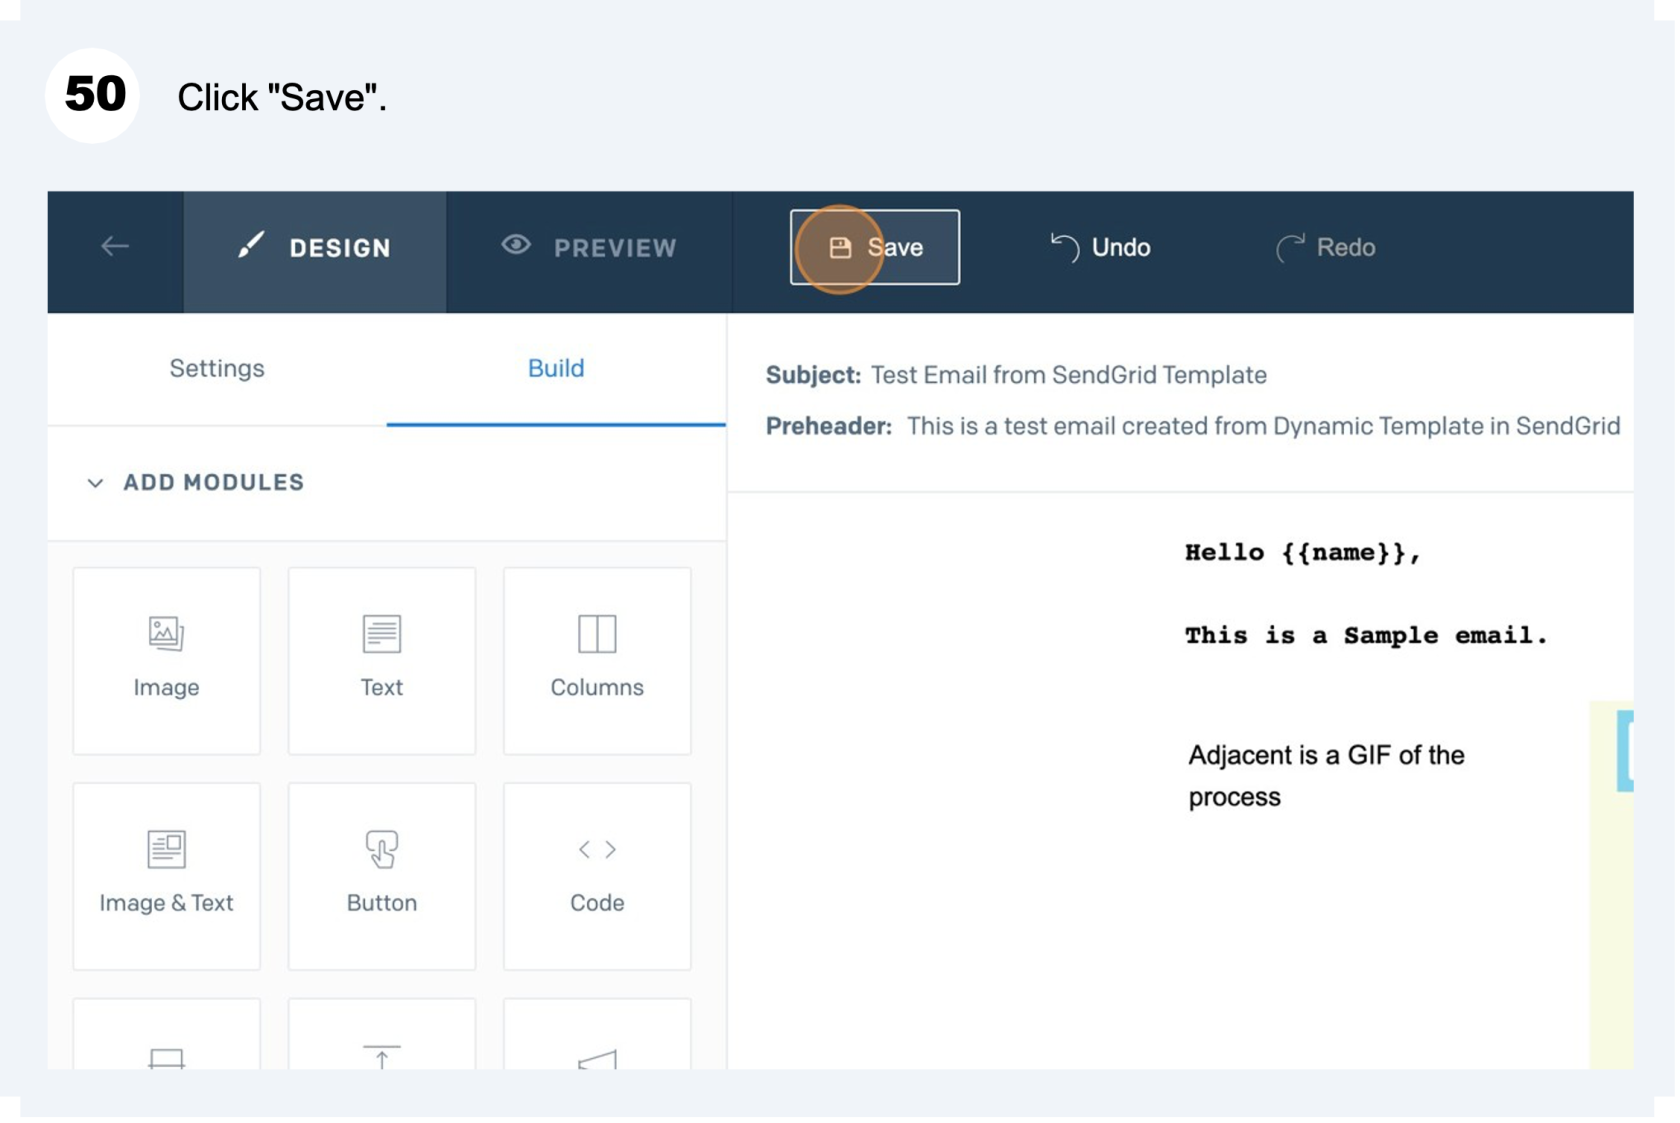 50 Click "Save".
DESIGN PREVIEW Save Undo Redo
Settings Build
Subject: Test Email from SendGrid Template
Preheader: This is a test email created from Dynamic Template in SendGrid
ADD MODULES
Hello {{name}},
This is a Sample email.
Image Text Columns
Adjacent is a GIF of the
process
Image & Text Button Code